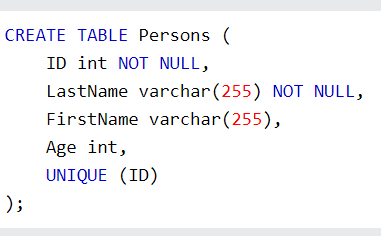 CREATE TABLE Persons (
    ID int NOT NULL,
    LastName varchar(255) NOT NULL,
    FirstName varchar(255),
    Age int,
    UNIQUE (ID)
);